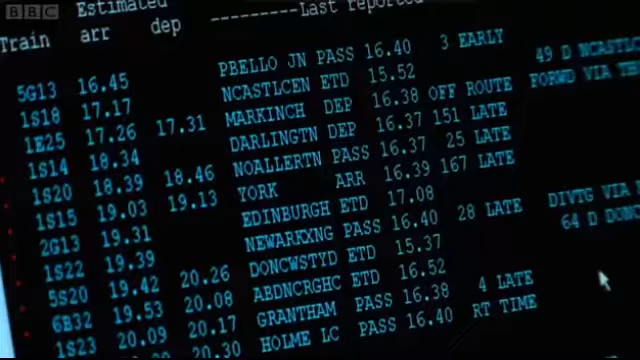 BBC
Estimated ---------Last reported
Train arr dep
5G13 16.45 PBELLO JN PASS 16.40 3 EARLY
1S18 17.17 NCASTLCEN ETD 15.52 49 D NCASTL
1E25 17.26 17.31 MARKINCH DEP 16.38 OFF ROUTE FORWD VIA
1S14 18.34 DARLINGTN DEP 16.37 151 LATE
1S20 18.39 18.46 NOALLERTN PASS 16.37 25 LATE
1S15 19.03 19.13 YORK ARR 16.39 167 LATE
2G13 19.31 EDINBURGH ETD 17.08
1S22 19.39 NEWARKXNG PASS 16.40 28 LATE DIVTG VIA
5S20 19.42 20.26 DONCWSTYD ETD 15.37 64 D DON
6B32 19.53 20.08 ABDNCRGHC ETD 16.52
1S23 20.09 20.17 GRANTHAM PASS 16.38 4 LATE
20.30 HOLME LC PASS 16.40 RT TIME